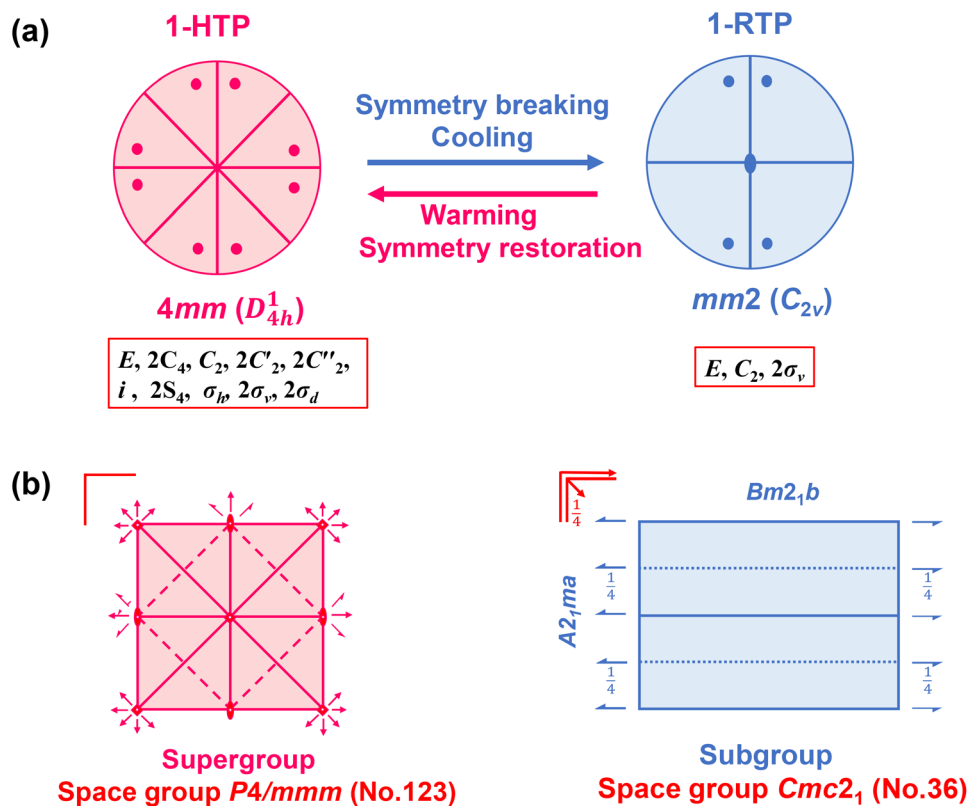 (a)
1-HTP
1-RTP
Symmetry breaking
Cooling
Warming
Symmetry restoration
4mm (D¹₄ₕ)
mm2 (C₂ᵥ)
E, 2C₄, C₂, 2C'₂, 2C''₂,
i , 2S₄, σₕ, 2σᵥ, 2σd
E, C₂, 2σᵥ
(b)
1/4
Bm2₁b
A2₁ma
1/4
1/4
1/4
1/4
Supergroup
Space group P4/mmm (No.123)
Subgroup
Space group Cmc2₁ (No.36)